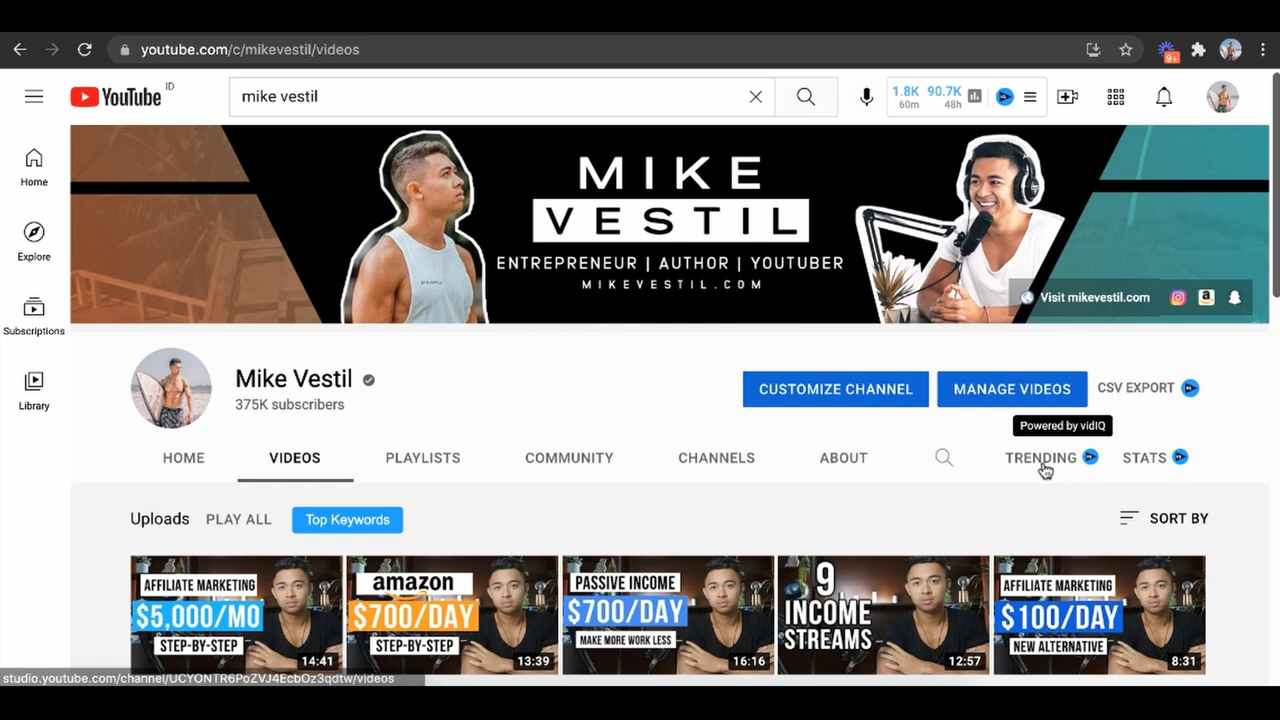 youtube.com/c/mikevestil/videos
9+
YouTube ID
mike vestil
1.8K 90.7K
60m 48h
Home
Explore
Subscriptions
Library
MIKE
VESTIL
ENTREPRENEUR | AUTHOR | YOUTUBER
MIKEVESTIL.COM
Visit mikevestil.com
Mike Vestil
375K subscribers
CUSTOMIZE CHANNEL
MANAGE VIDEOS
CSV EXPORT
Powered by vidIQ
HOME
VIDEOS
PLAYLISTS
COMMUNITY
CHANNELS
ABOUT
TRENDING
STATS
Uploads
PLAY ALL
Top Keywords
SORT BY
AFFILIATE MARKETING
$5,000/MO
STEP-BY-STEP
14:41
amazon
$700/DAY
STEP-BY-STEP
13:39
PASSIVE INCOME
$700/DAY
MAKE MORE WORK LESS
16:16
9
INCOME
STREAMS
12:57
AFFILIATE MARKETING
$100/DAY
NEW ALTERNATIVE
8:31
studio.youtube.com/channel/UCYONTR6PoZVJ4EcbOz3qdtw/videos